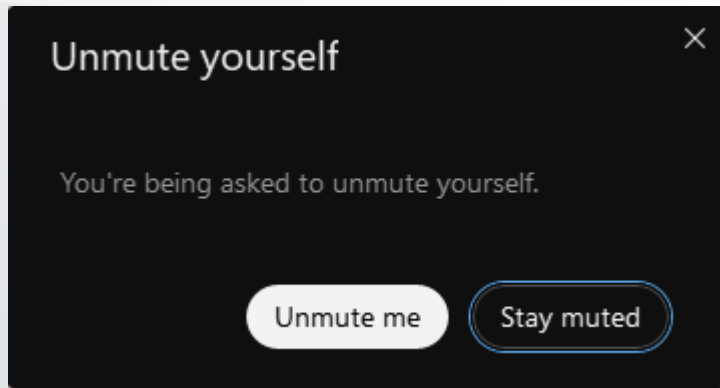 Unmute yourself
You're being asked to unmute yourself.
Unmute me
Stay muted